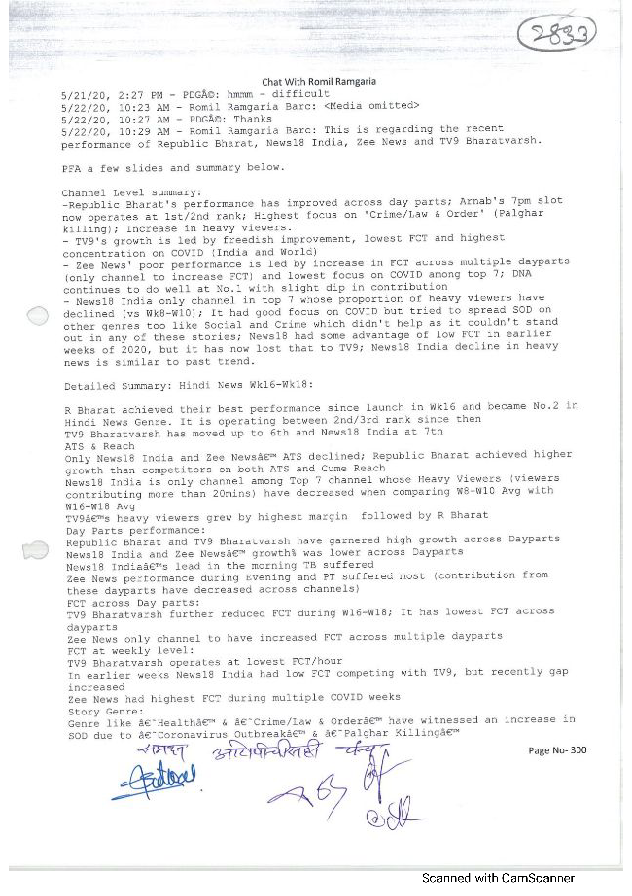 2833
Chat With Romil Ramgaria
5/21/20, 2:27 PM - PDGÂ©: hmmm - difficult
5/22/20, 10:23 AM - Romil Ramgaria Barc: <Media omitted>
5/22/20, 10:27 AM - PDGÂ©: Thanks
5/22/20, 10:29 AM - Romil Ramgaria Barc: This is regarding the recent
performance of Republic Bharat, News18 India, Zee News and TV9 Bharatvarsh.
PFA a few slides and summary below.
Channel Level summary:
-Republic Bharat's performance has improved across day parts; Arnab's 7pm slot
now operates at 1st/2nd rank; Highest focus on 'Crime/Law & Order' (Palghar
killing); increase in heavy viewers.
- TV9's growth is led by freedish improvement, lowest FCT and highest
concentration on COVID (India and World)
- Zee News' poor performance is led by increase in FCT across multiple dayparts
(only channel to increase FCT) and lowest focus on COVID among top 7; DNA
continues to do well at No.1 with slight dip in contribution
- News18 India only channel in top 7 whose proportion of heavy viewers have
declined (vs Wk8-W10); It had good focus on COVID but tried to spread SOD on
other genres too like Social and Crime which didn't help as it couldn't stand
out in any of these stories; News18 had some advantage of low FCT in earlier
weeks of 2020, but it has now lost that to TV9; News18 India decline in heavy
news is similar to past trend.
Detailed Summary: Hindi News Wk16-Wk18:
R Bharat achieved their best performance since launch in Wk16 and became No.2 in
Hindi News Genre. It is operating between 2nd/3rd rank since then
TV9 Bharatvarsh has moved up to 6th and News18 India at 7th
ATS & Reach
Only News18 India and Zee Newsâ€™ ATS declined; Republic Bharat achieved higher
growth than competitors on both ATS and Cume Reach
News18 India is only channel among Top 7 channel whose Heavy Viewers (viewers
contributing more than 20mins) have decreased when comparing W8-W10 Avg with
W16-W18 Avg
TV9â€™s heavy viewers grew by highest margin followed by R Bharat
Day Parts performance:
Republic Bharat and TV9 Bharatvarsh have garnered high growth across Dayparts
News18 India and Zee Newsâ€™ growth was lower across Dayparts
News18 Indiaâ€™s lead in the morning TB suffered
Zee News performance during Evening and PT suffered most (contribution from
these dayparts have decreased across channels)
FCT across Day parts:
TV9 Bharatvarsh further reduced FCT during W16-W18; It has lowest FCT across
dayparts
Zee News only channel to have increased FCT across multiple dayparts
FCT at weekly level:
TV9 Bharatvarsh operates at lowest FCT/hour
In earlier weeks News18 India had low FCT competing with TV9, but recently gap
increased
Zee News had highest FCT during multiple COVID weeks
Story Genre:
Genre like â€˜Healthâ€™ & â€˜Crime/Law & Orderâ€™ have witnessed an increase in
SOD due to â€˜Coronavirus Outbreakâ€™ & â€˜Palghar Killingâ€™
Page No- 300
Scanned with CamScanner